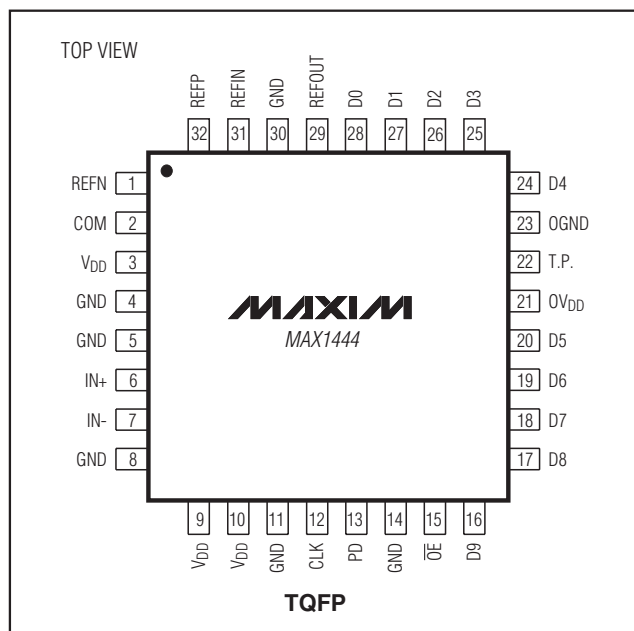 TOP VIEW
REFP REFIN GND REFOUT D0 D1 D2 D3
32 31 30 29 28 27 26 25
REFN 1
COM 2
VDD 3
GND 4
GND 5
IN+ 6
IN- 7
GND 8
MAXIM
MAX1444
24 D4
23 OGND
22 T.P.
21 OVDD
20 D5
19 D6
18 D7
17 D8
9 10 11 12 13 14 15 16
VDD VDD GND CLK PD GND O̅E̅ D9
TQFP